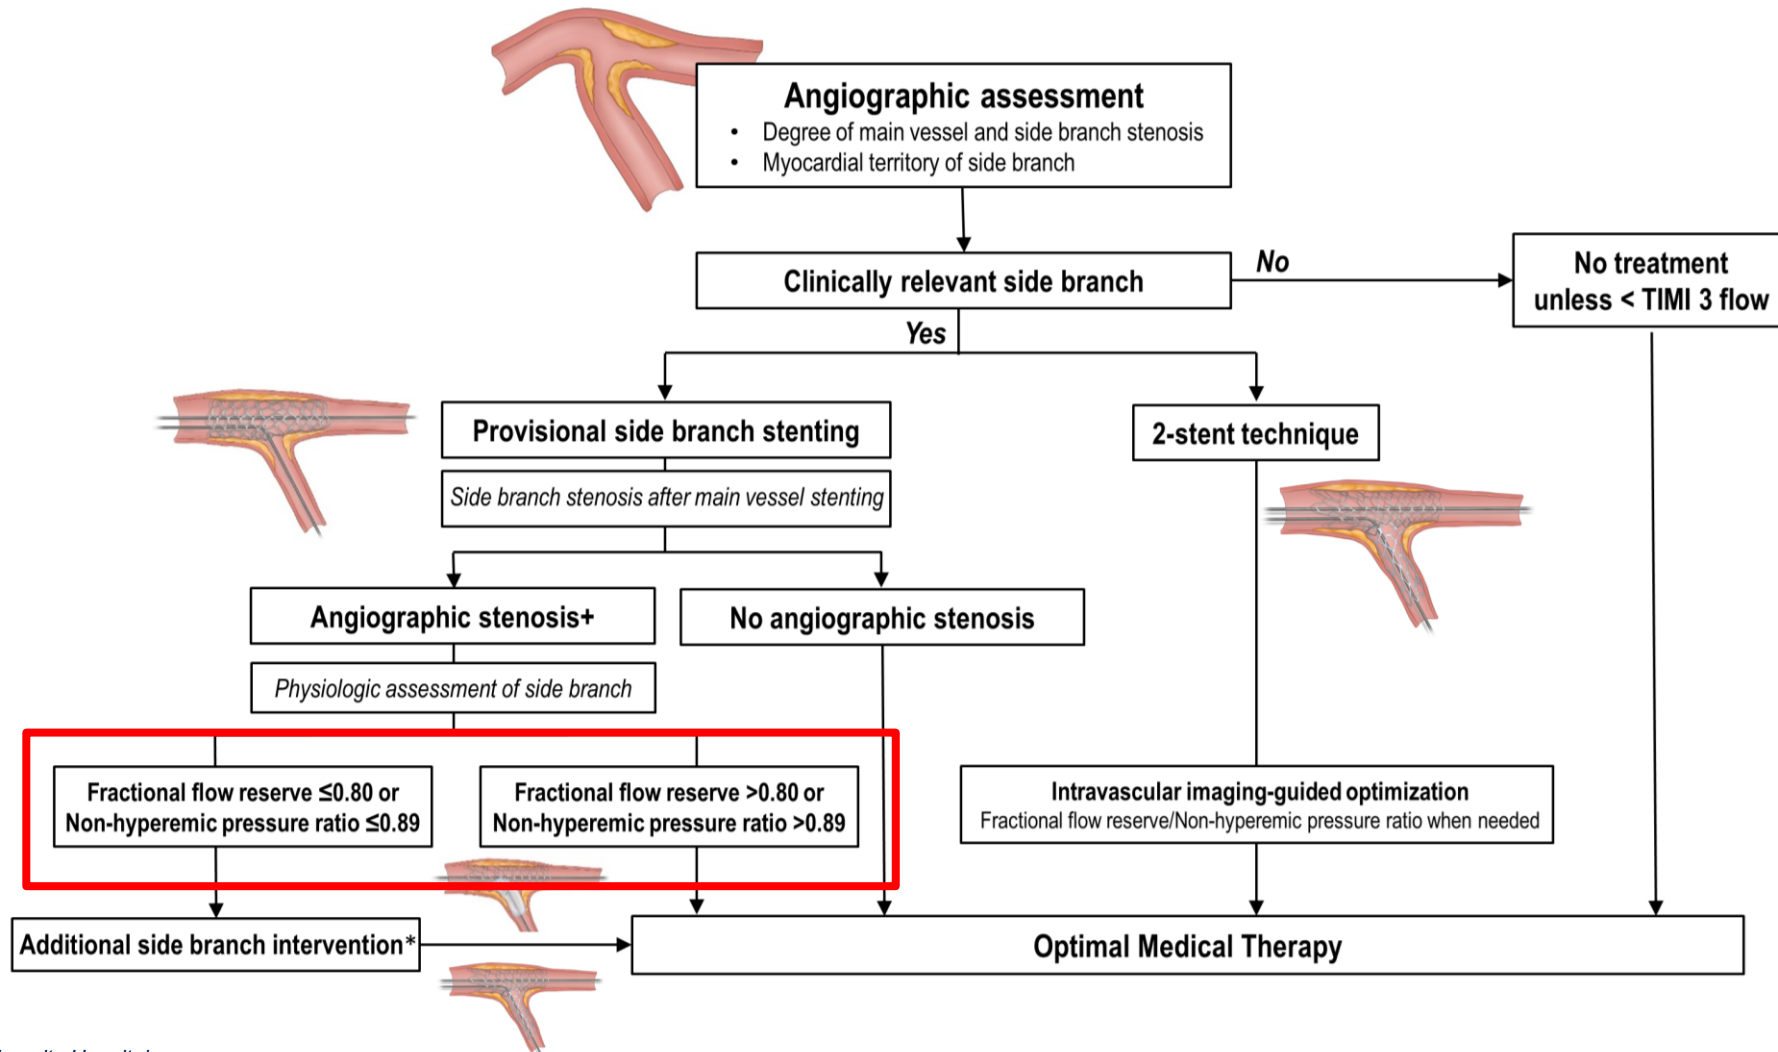 Angiographic assessment
• Degree of main vessel and side branch stenosis
• Myocardial territory of side branch
Clinically relevant side branch
No
No treatment
unless < TIMI 3 flow
Yes
Provisional side branch stenting
2-stent technique
Side branch stenosis after main vessel stenting
Angiographic stenosis+
No angiographic stenosis
Physiologic assessment of side branch
Fractional flow reserve ≤0.80 or
Non-hyperemic pressure ratio ≤0.89
Fractional flow reserve >0.80 or
Non-hyperemic pressure ratio >0.89
Intravascular imaging-guided optimization
Fractional flow reserve/Non-hyperemic pressure ratio when needed
Additional side branch intervention*
Optimal Medical Therapy